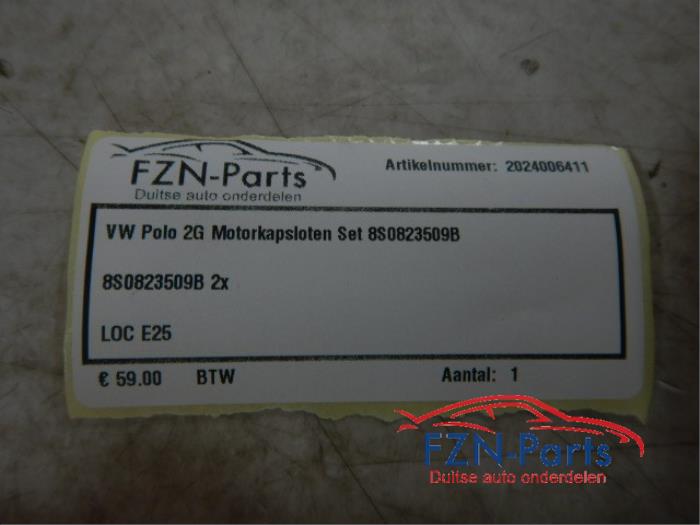 FZN-Parts
Duitse auto onderdelen
Artikelnummer: 2024006411
VW Polo 2G Motorkapsloten Set 8S0823509B
8S0823509B 2x
LOC E25
€ 59.00 BTW Aantal: 1
FZN-Parts
Duitse auto onderdelen